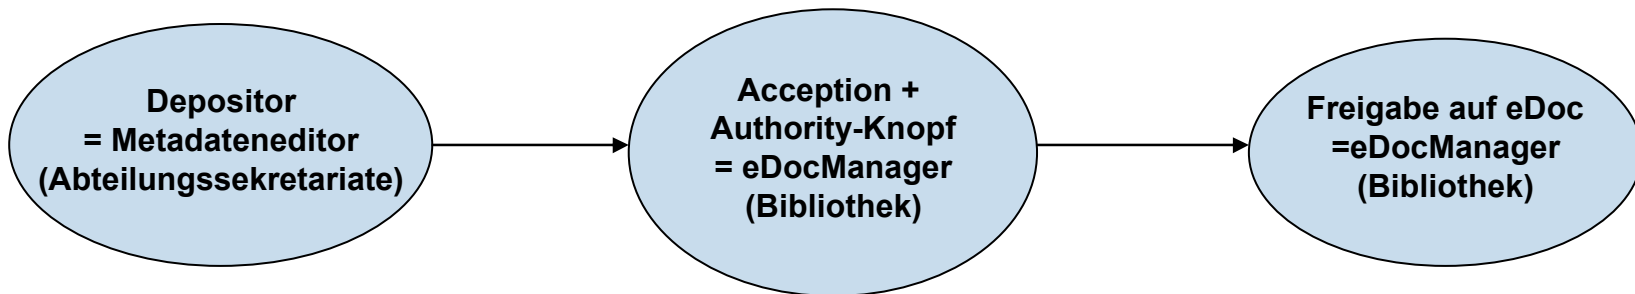 Depositor
= Metadateneditor
(Abteilungssekretariate)
Acception +
Authority-Knopf
= eDocManager
(Bibliothek)
Freigabe auf eDoc
=eDocManager
(Bibliothek)